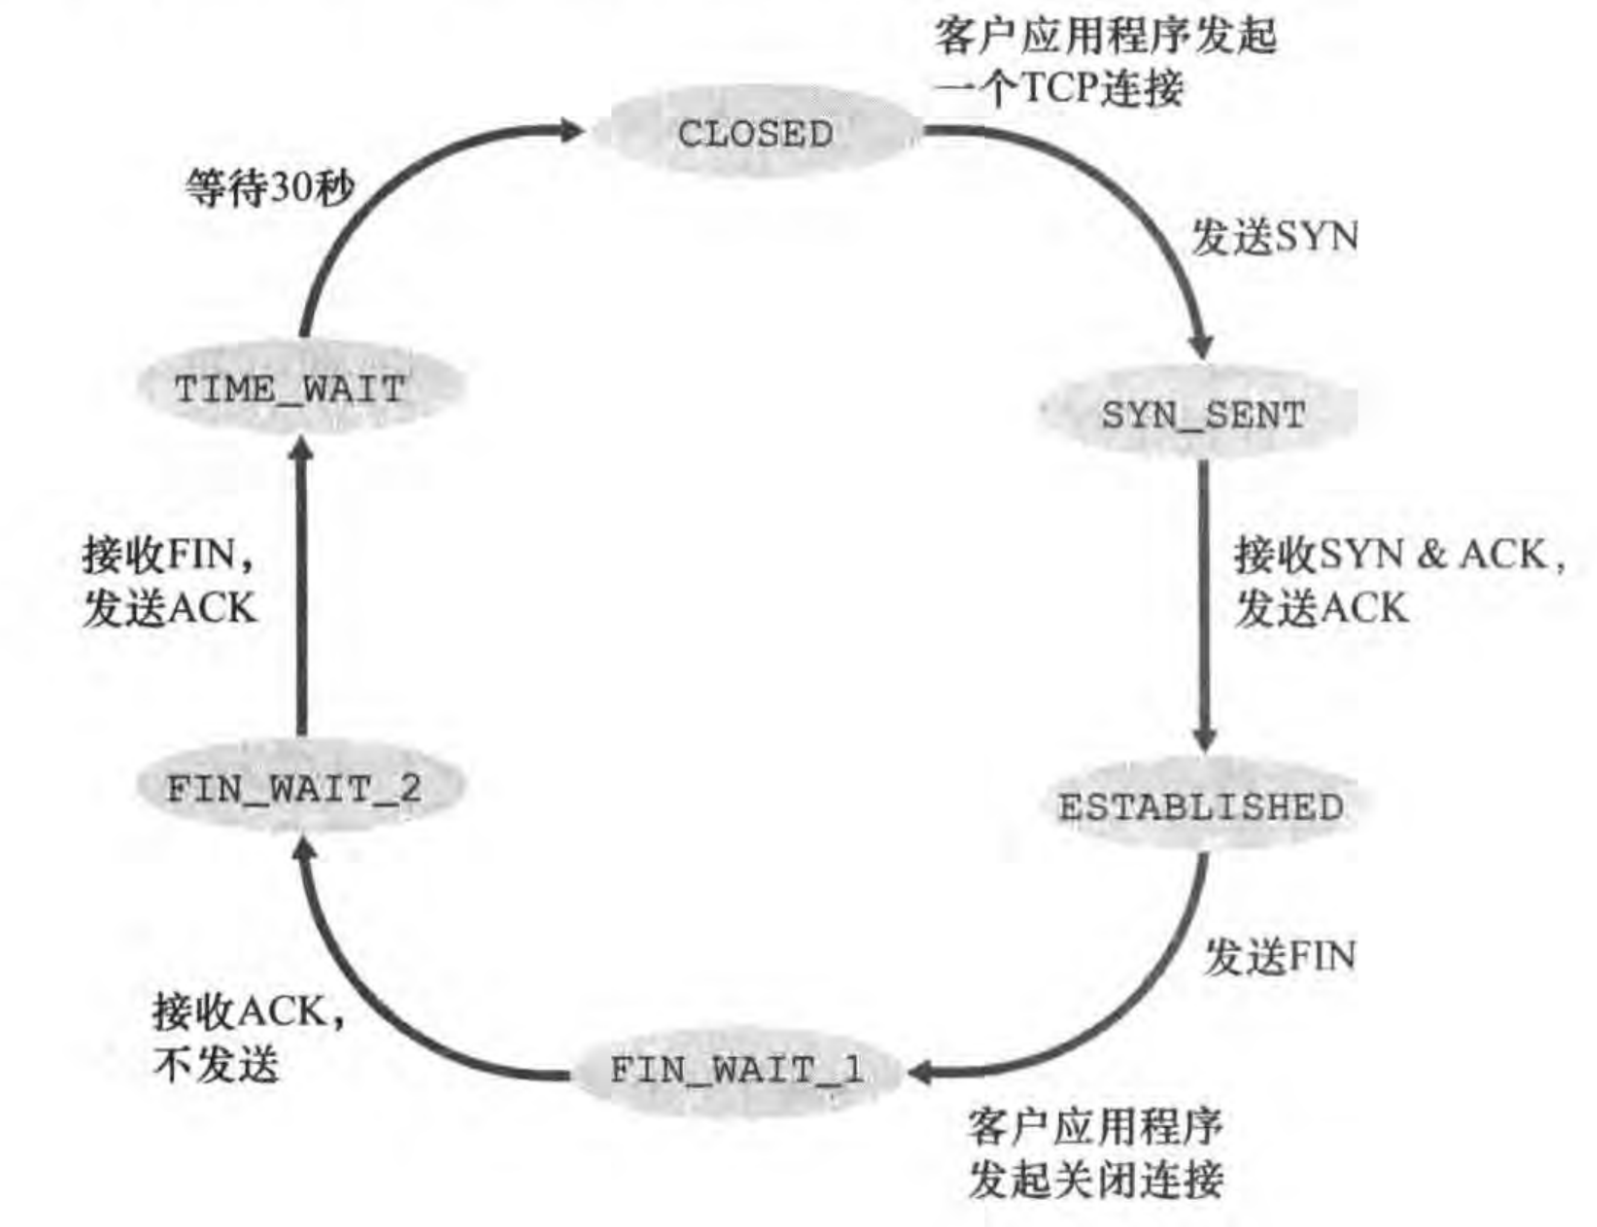 客户应用程序发起
一个TCP连接
CLOSED
等待30秒
发送SYN
TIME_WAIT
SYN_SENT
接收FIN，
发送ACK
接收SYN & ACK，
发送ACK
FIN_WAIT_2
ESTABLISHED
发送FIN
接收ACK，
不发送
FIN_WAIT_1
客户应用程序
发起关闭连接